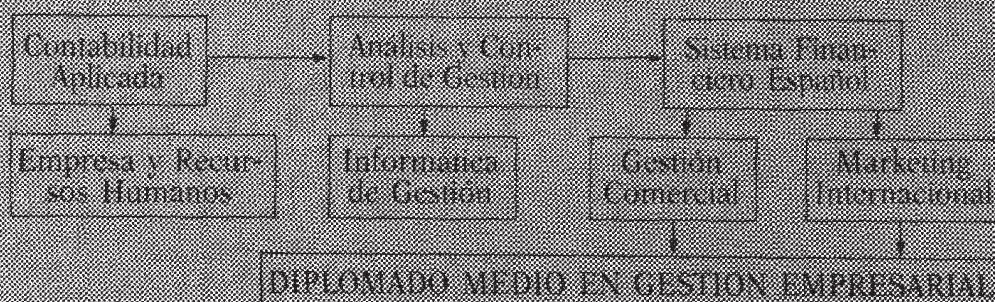 Contabilidad
Aplicada
Análisis y Con-
trol de Gestión
Sistema Finan-
ciero Español
Empresa y Recur-
sos Humanos
Informática
de Gestión
Gestión
Comercial
Marketing
Internacional
DIPLOMADO MEDIO EN GESTION EMPRESARIAL